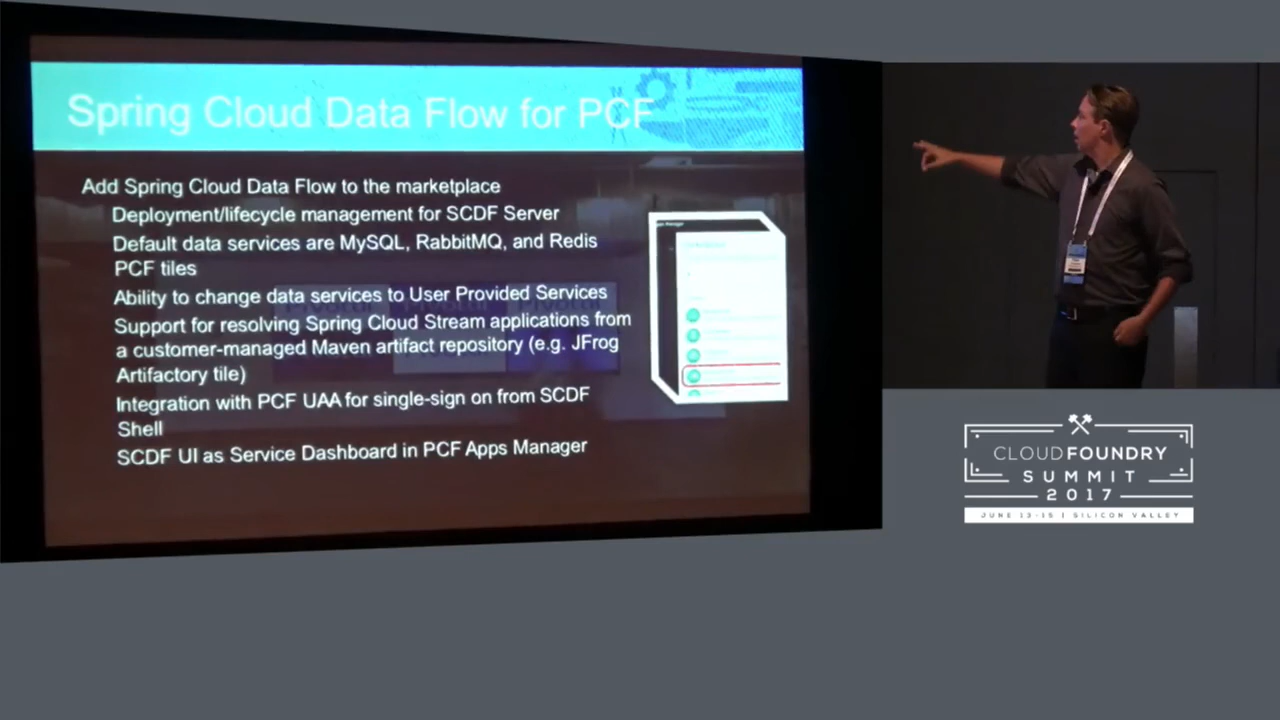 Spring Cloud Data Flow for PCF
Add Spring Cloud Data Flow to the marketplace
Deployment/lifecycle management for SCDF Server
Default data services are MySQL, RabbitMQ, and Redis
PCF tiles
Ability to change data services to User Provided Services
Support for resolving Spring Cloud Stream applications from
a customer-managed Maven artifact repository (e.g. JFrog
Artifactory tile)
Integration with PCF UAA for single-sign on from SCDF
Shell
SCDF UI as Service Dashboard in PCF Apps Manager
CLOUDFOUNDRY
SUMMIT
2017
JUNE 13-15 | SILICON VALLEY